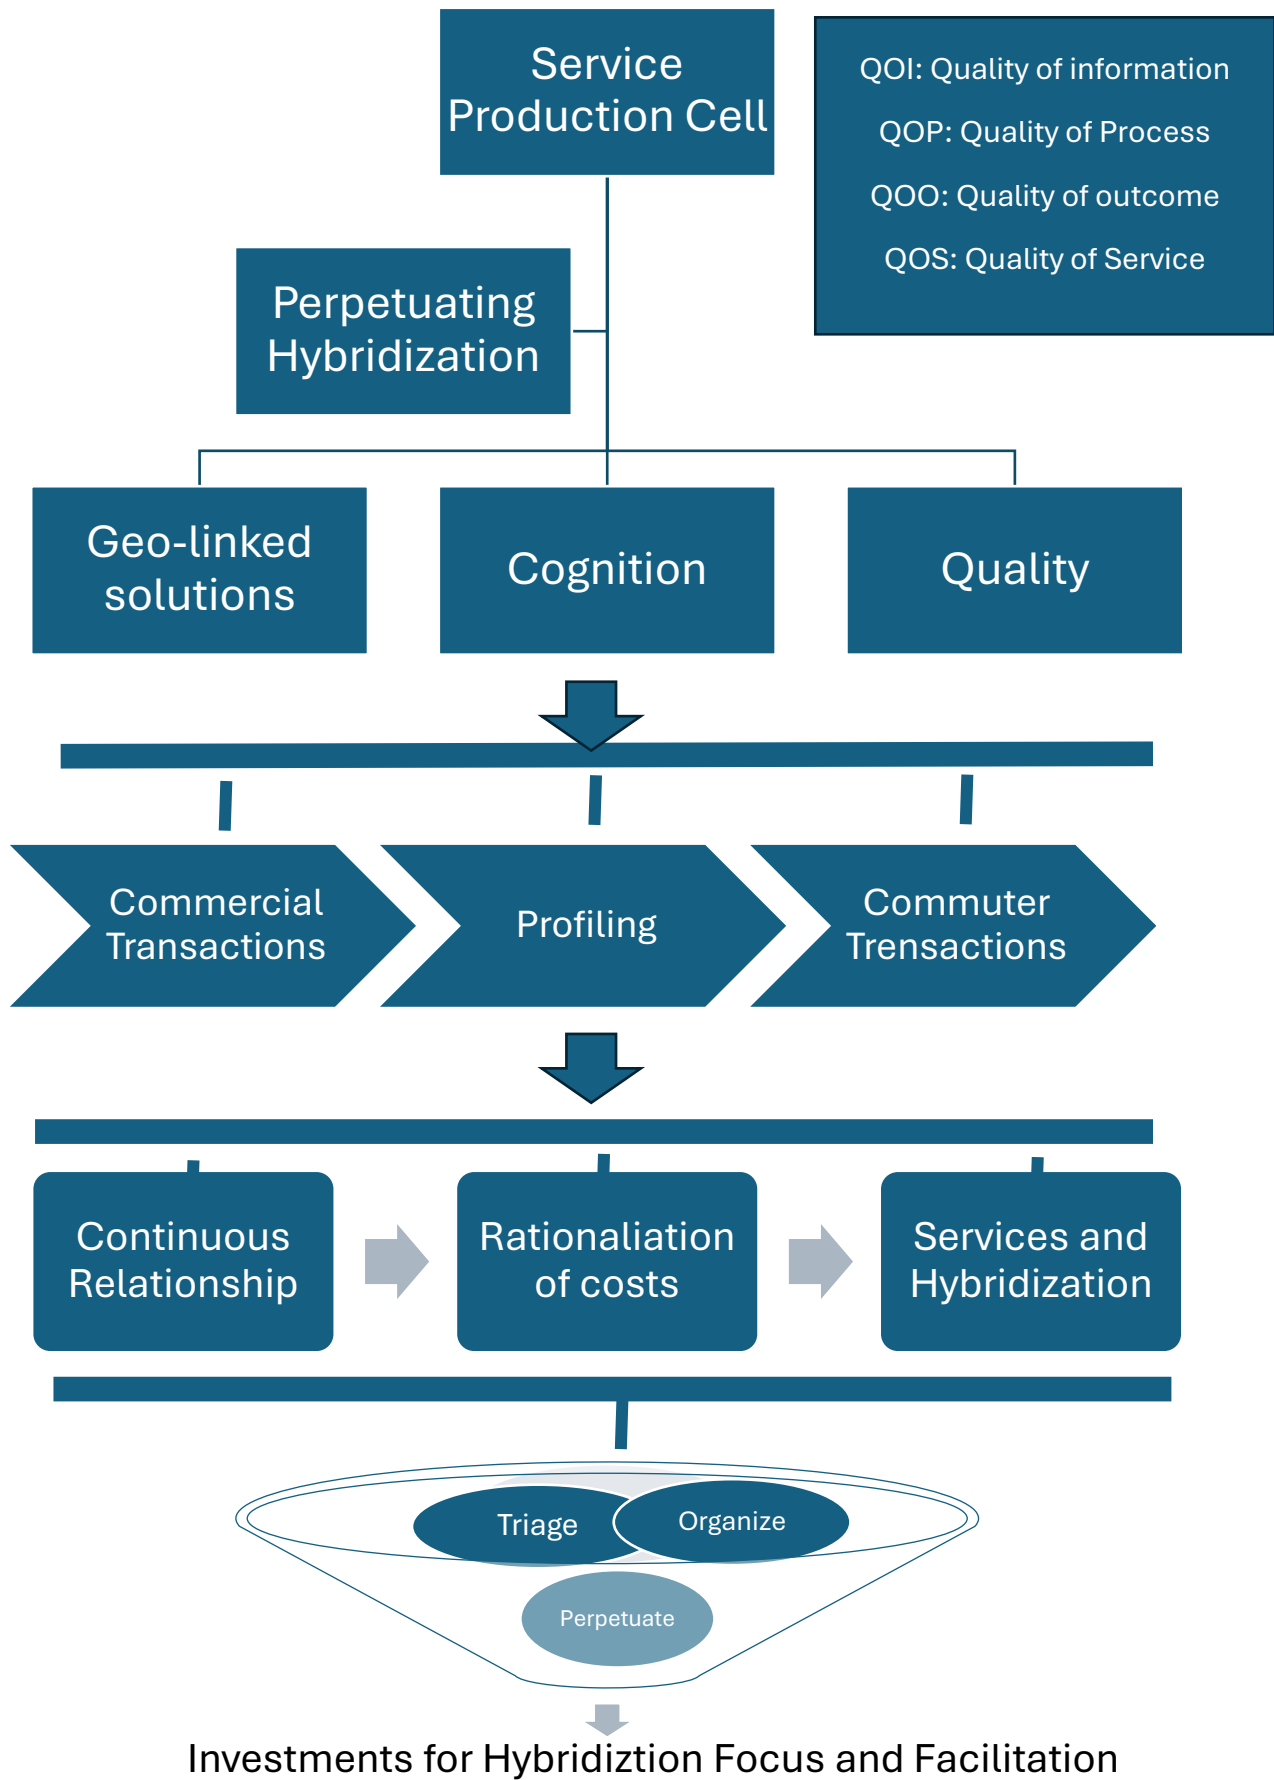 Service
Production Cell
QOI: Quality of information
QOP: Quality of Process
QOO: Quality of outcome
QOS: Quality of Service
Perpetuating
Hybridization
Geo-linked
solutions
Cognition
Quality
Commercial
Transactions
Profiling
Commuter
Trensactions
Continuous
Relationship
Rationaliation
of costs
Services and
Hybridization
Triage
Organize
Perpetuate
Investments for Hybridiztion Focus and Facilitation